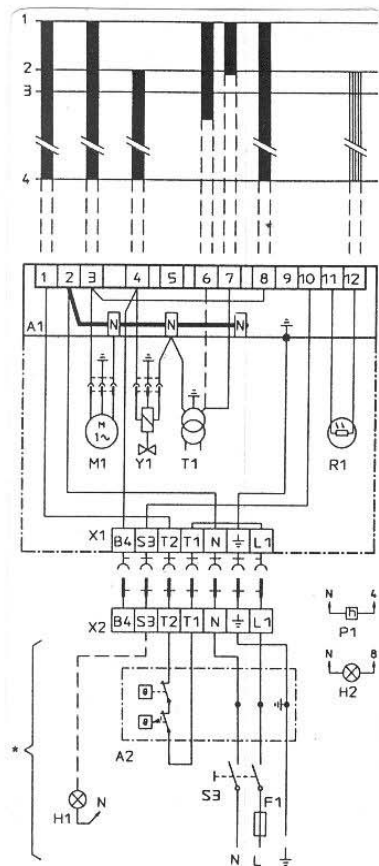 1
2
3
4
1 2 3 4 5 6 7 8 9 10 11 12
A1
N N N
M
1~
M1 Y1 T1 R1
X1 B4 S3 T2 T1 N L1
X2 B4 S3 T2 T1 N L1
N 4
h
P1
N 8
H2
*
θ
θ
A2
S3 F1
H1 N
N L